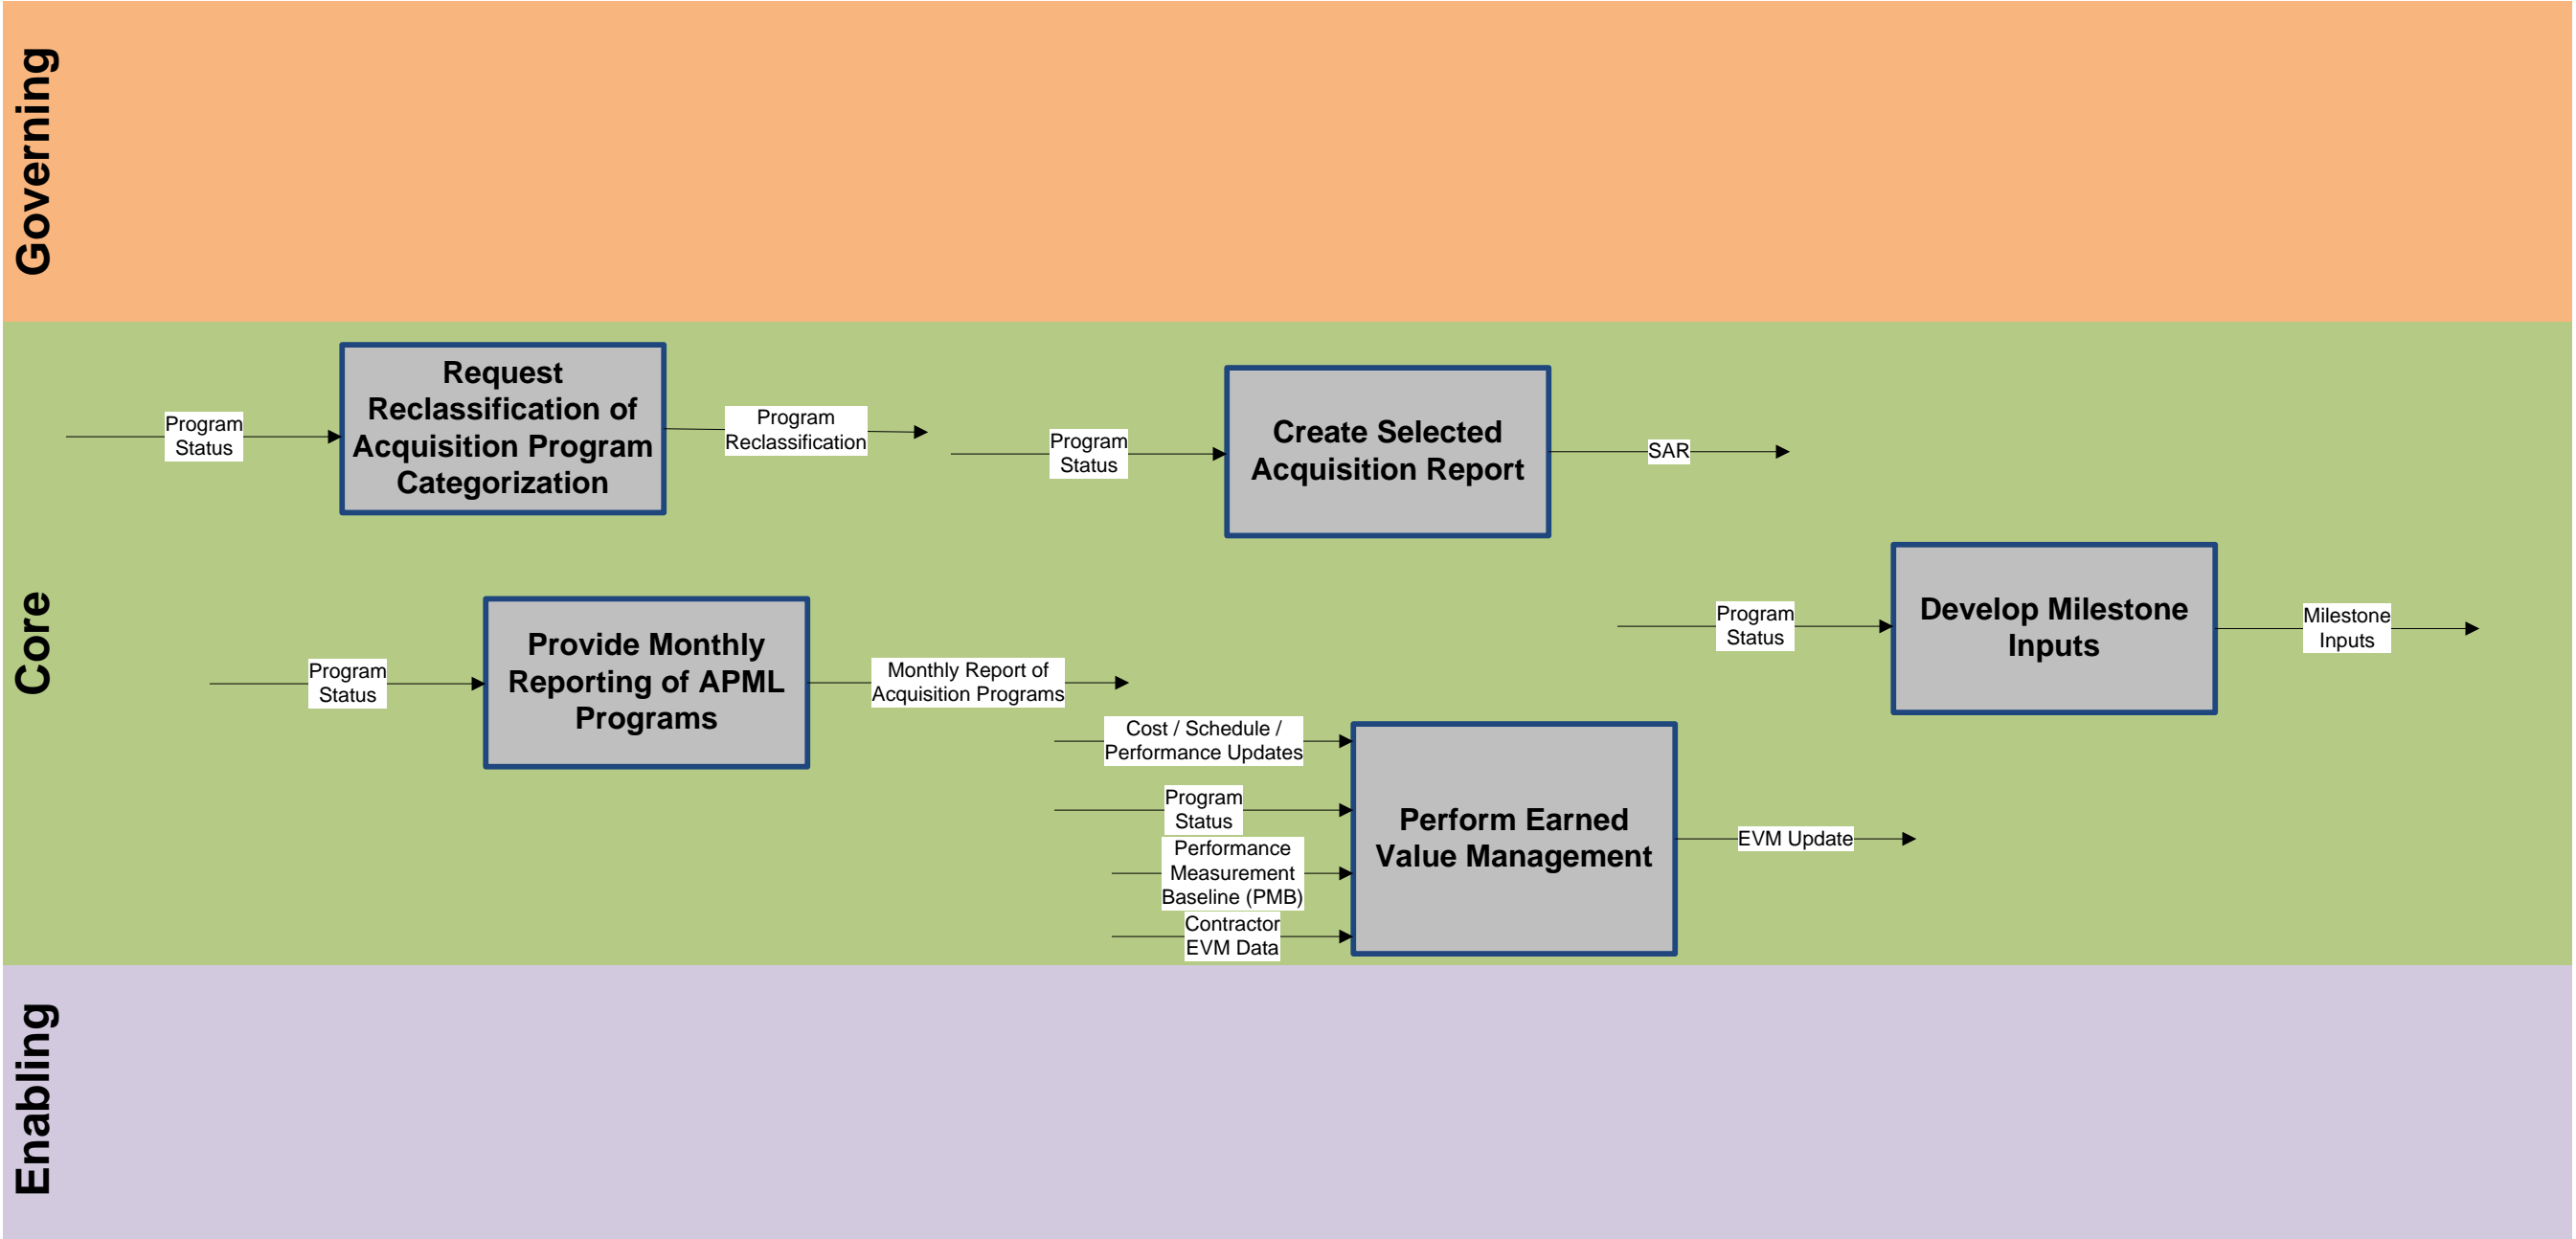 Governing
Core
Enabling
Program
Status
Request
Reclassification of
Acquisition Program
Categorization
Program
Reclassification
Program
Status
Create Selected
Acquisition Report
SAR
Program
Status
Provide Monthly
Reporting of APML
Programs
Monthly Report of
Acquisition Programs
Program
Status
Develop Milestone
Inputs
Milestone
Inputs
Cost / Schedule /
Performance Updates
Program
Status
Performance
Measurement
Baseline (PMB)
Contractor
EVM Data
Perform Earned
Value Management
EVM Update